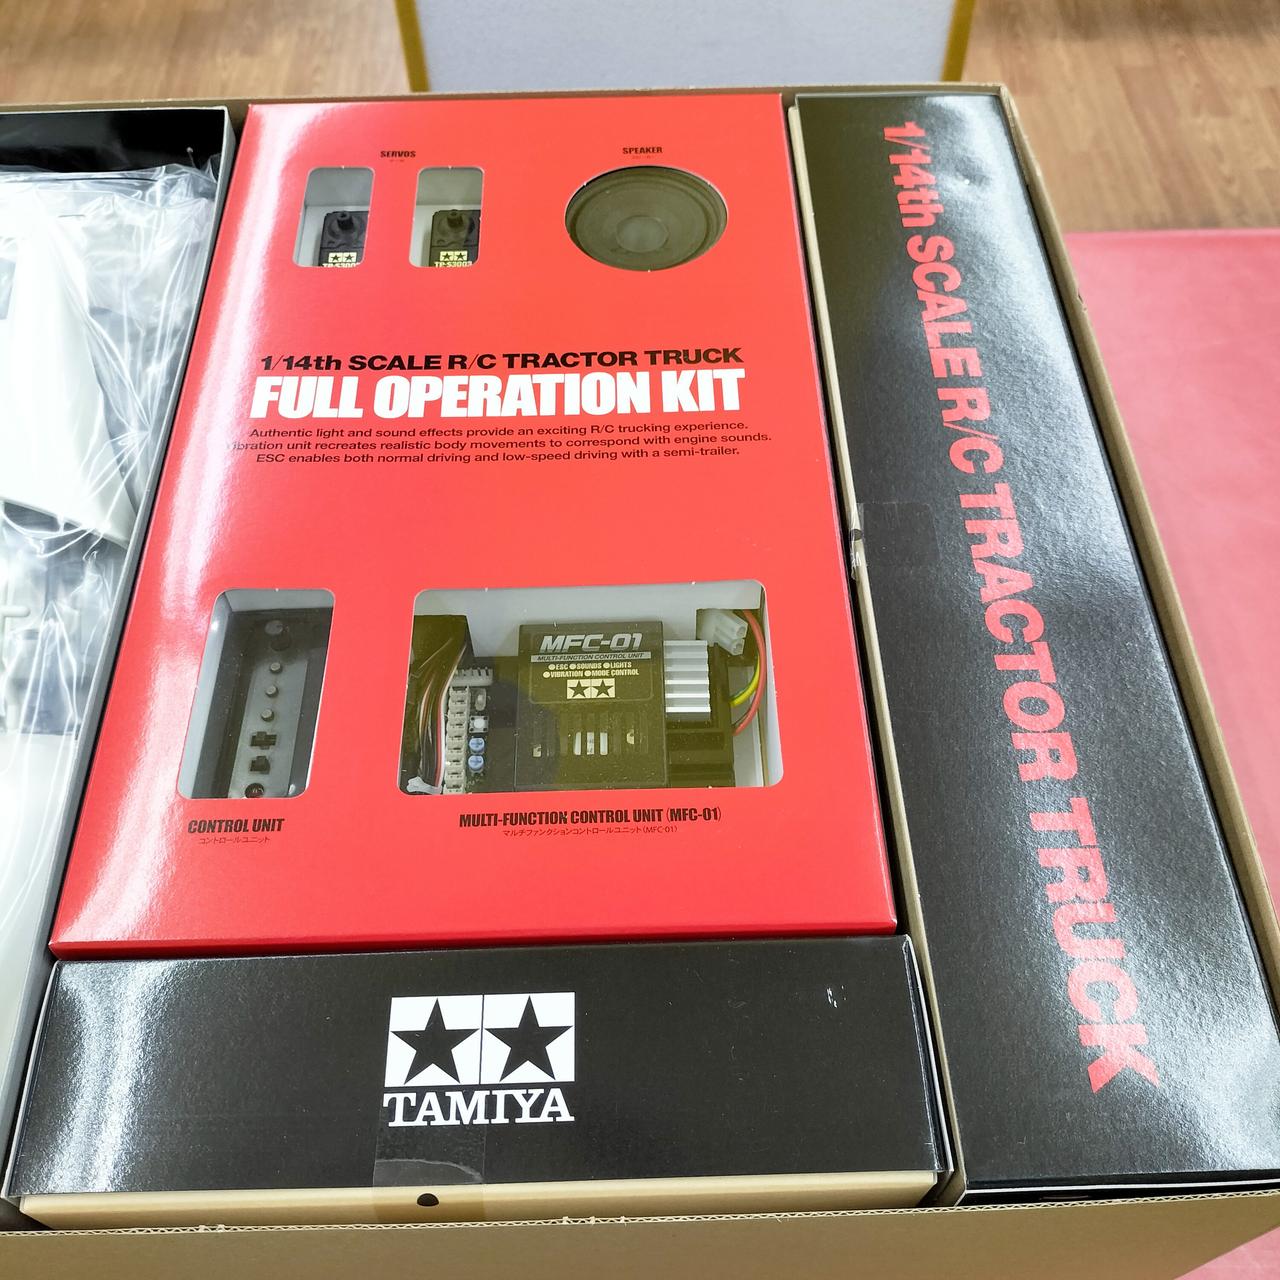 SERVOS
SPEAKER
TP-S3003
TP-S3003
1/14th SCALE R/C TRACTOR TRUCK
FULL OPERATION KIT
Authentic light and sound effects provide an exciting R/C trucking experience.
Vibration unit recreates realistic body movements to correspond with engine sounds.
ESC enables both normal driving and low-speed driving with a semi-trailer.
MFC-01
MULTI-FUNCTION CONTROL UNIT
●ESC ●SOUNDS ●LIGHTS
●VIBRATION ●MODE CONTROL
CONTROL UNIT
コントロールユニット
MULTI-FUNCTION CONTROL UNIT (MFC-01)
マルチファンクションコントロールユニット(MFC-01)
TAMIYA
1/14th SCALE R/C TRACTOR TRUCK